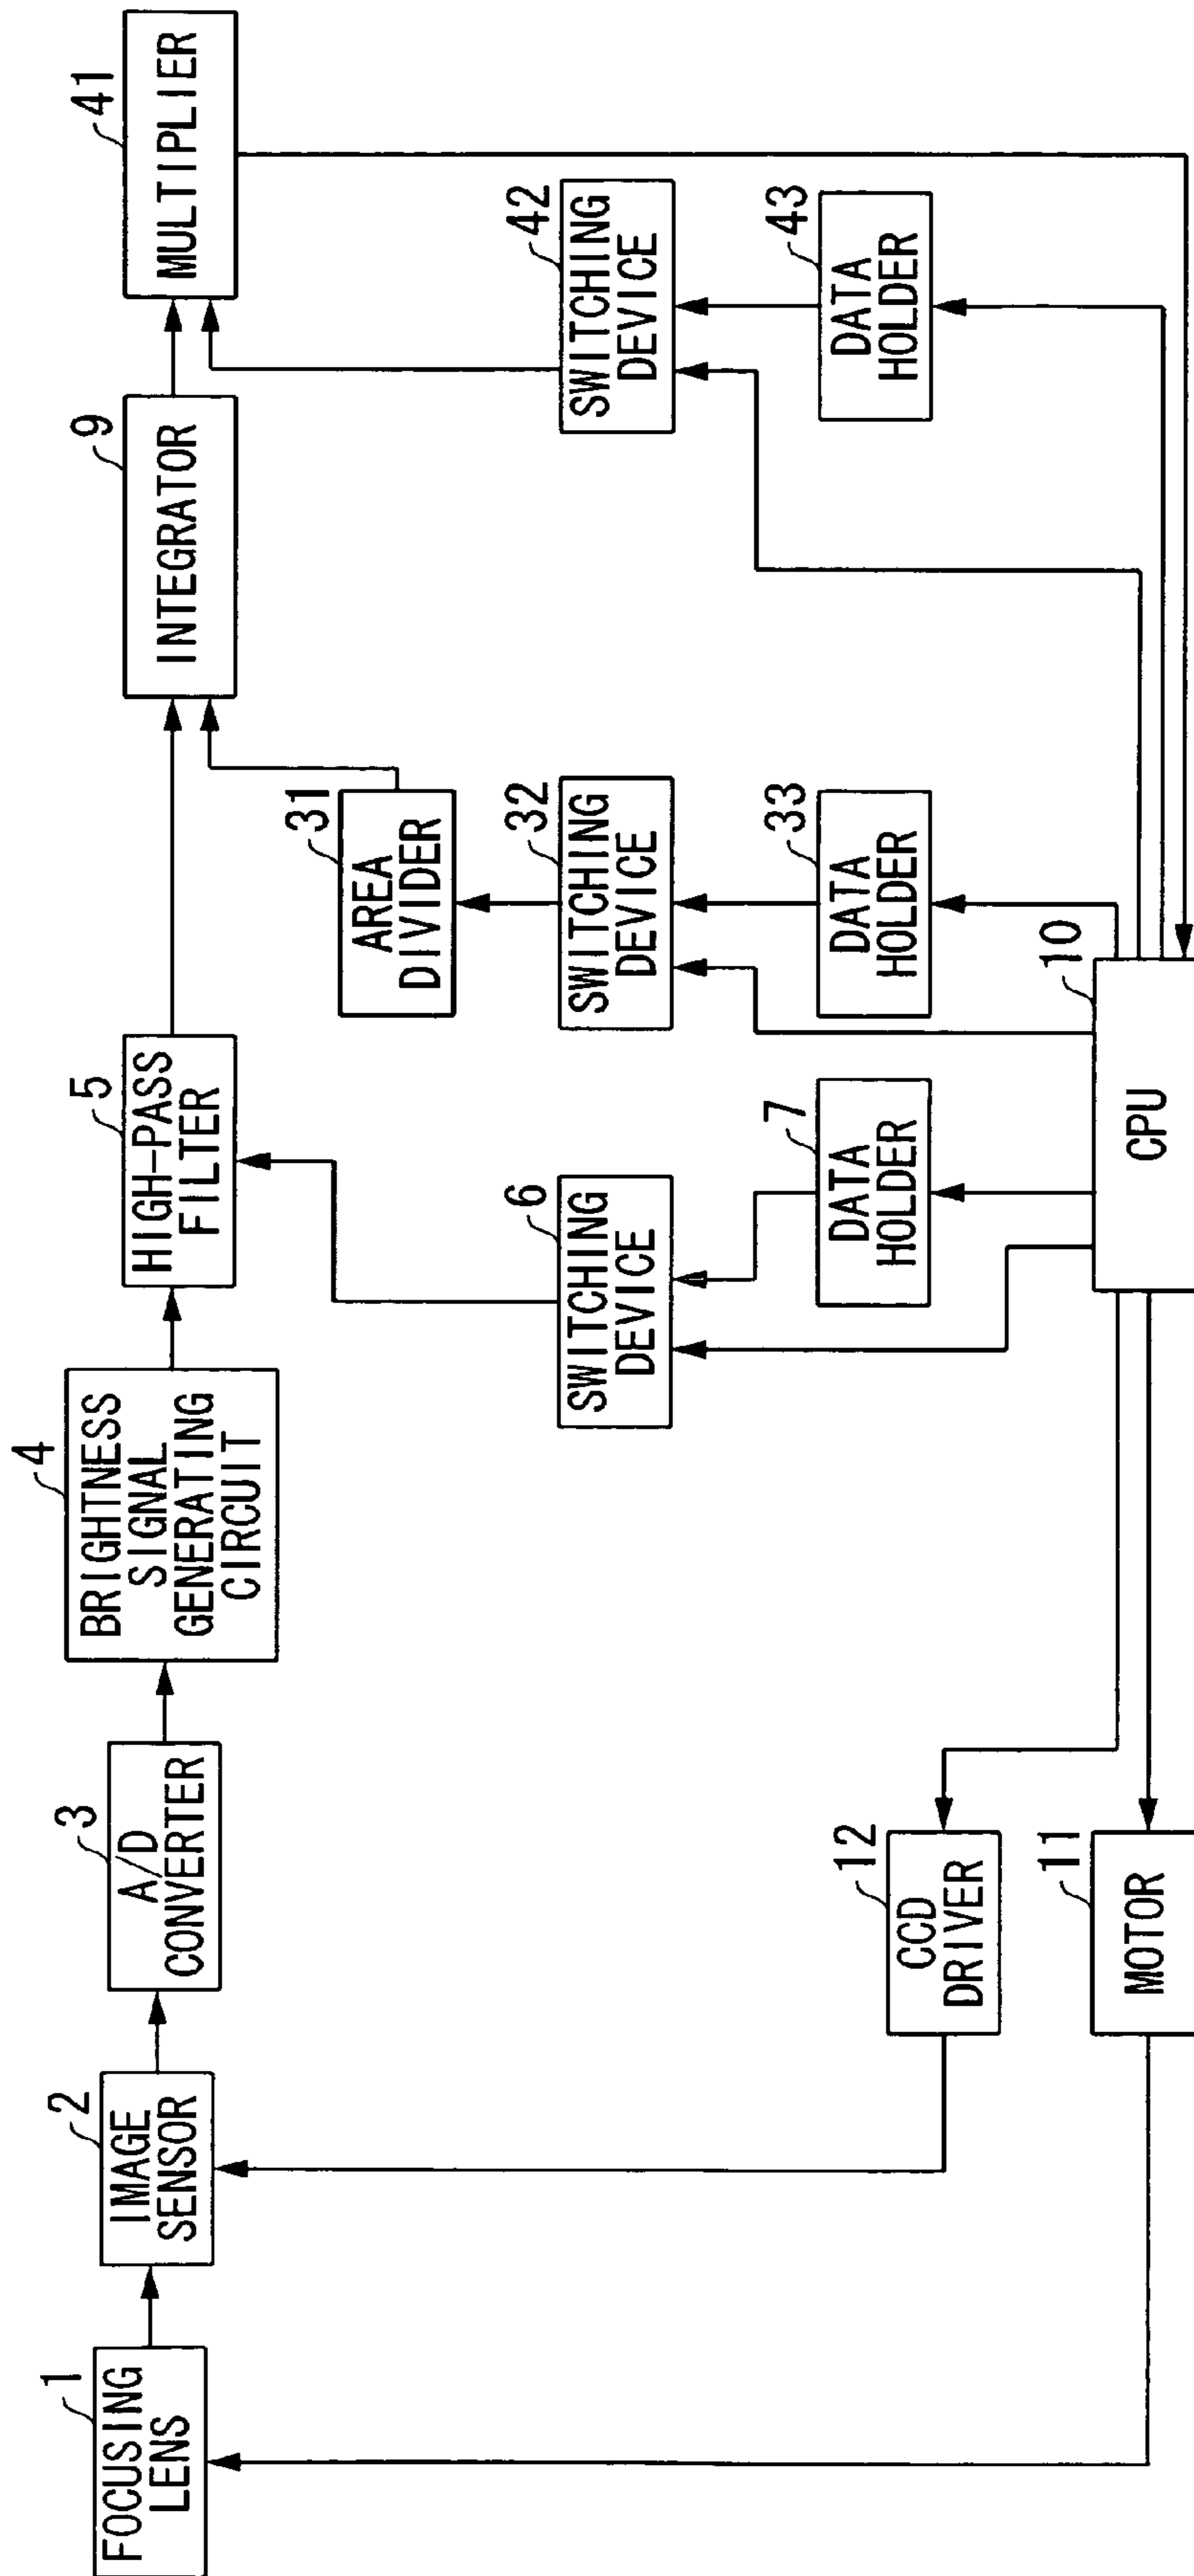 1
FOCUSING
LENS
2
IMAGE
SENSOR
3
A/D
CONVERTER
4
BRIGHTNESS
SIGNAL
GENERATING
CIRCUIT
5
HIGH-PASS
FILTER
9
INTEGRATOR
41
MULTIPLIER
31
AREA
DIVIDER
6
SWITCHING
DEVICE
32
SWITCHING
DEVICE
42
SWITCHING
DEVICE
12
CCD
DRIVER
7
DATA
HOLDER
33
DATA
HOLDER
43
DATA
HOLDER
11
MOTOR
10
CPU